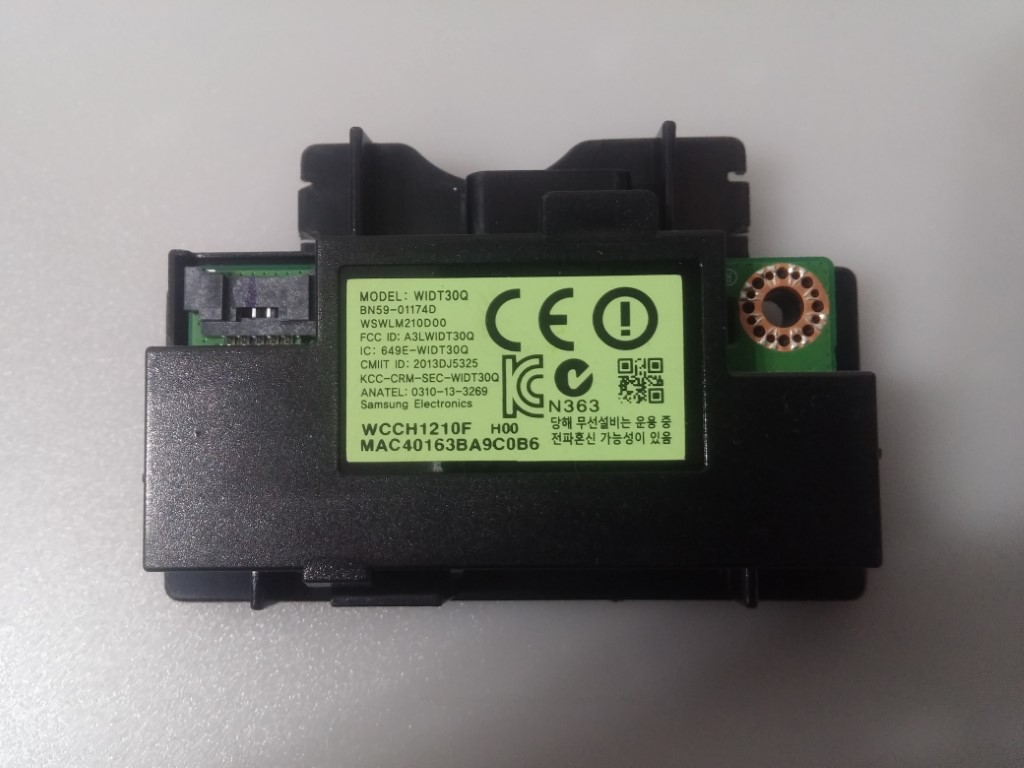 MODEL: WIDT30Q
BN59-01174D
WSWLM210D00
FCC ID: A3LWIDT30Q
IC: 649E-WIDT30Q
CMIIT ID: 2013DJ5325
KCC-CRM-SEC-WIDT30Q
ANATEL: 0310-13-3269
Samsung Electronics
WCCH1210F H00
MAC40163BA9C0B6
CE
KC
N363
당해 무선설비는 운용 중
전파혼신 가능성이 있음